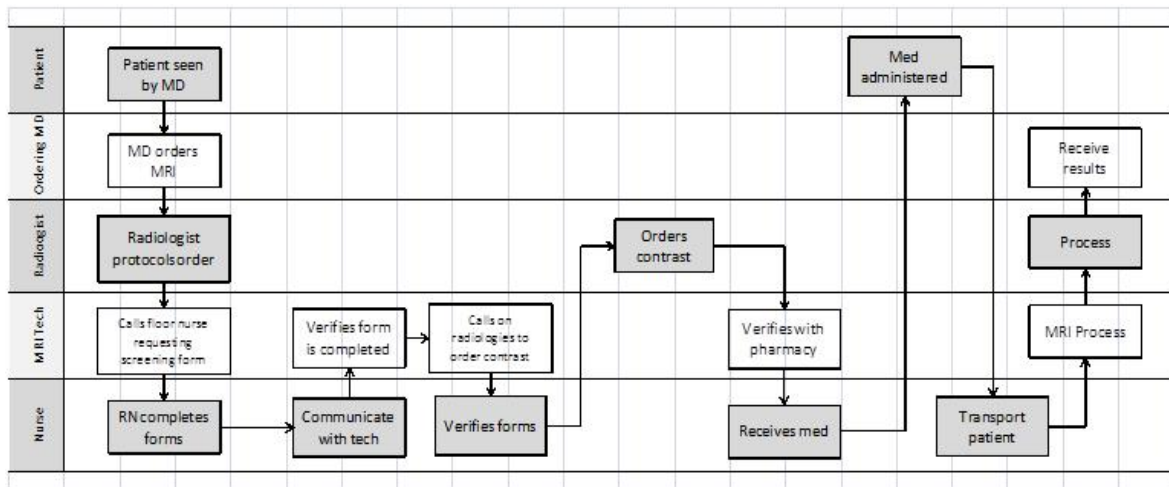 Patient
Patient seen
by MD
Med
administered
Ordering MD
MD orders
MRI
Receive
results
Radioogist
Radiologist
protocols order
Orders
contrast
Process
MRI Tech
Calls floor nurse
requesting
screening form
Verifies form
is completed
Calls on
radiologies to
order contrast
Verifies with
pharmacy
MRI Process
Nurse
RN completes
forms
Communicate
with tech
Verifies forms
Receives med
Transport
patient